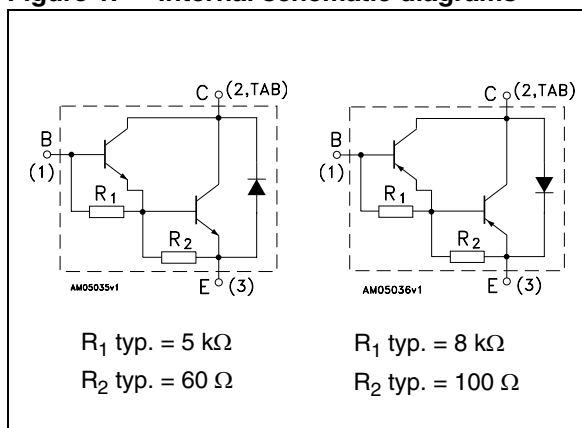 Figure 1. Internal schematic diagrams
C (2,TAB)
B
(1)
R1
R2
AM05035v1
E (3)
R1 typ. = 5 kΩ
R2 typ. = 60 Ω
C (2,TAB)
B
(1)
R1
R2
AM05036v1
E (3)
R1 typ. = 8 kΩ
R2 typ. = 100 Ω